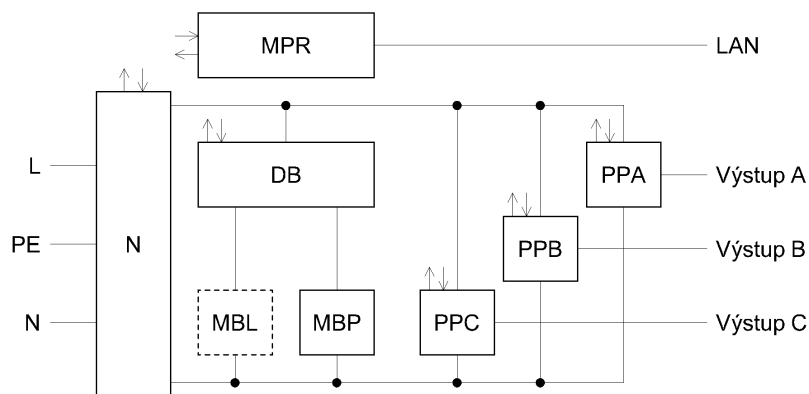 MPR
LAN
DB
PPA
Výstup A
L
PE
N
N
PPB
Výstup B
MBL
MBP
PPC
Výstup C
N